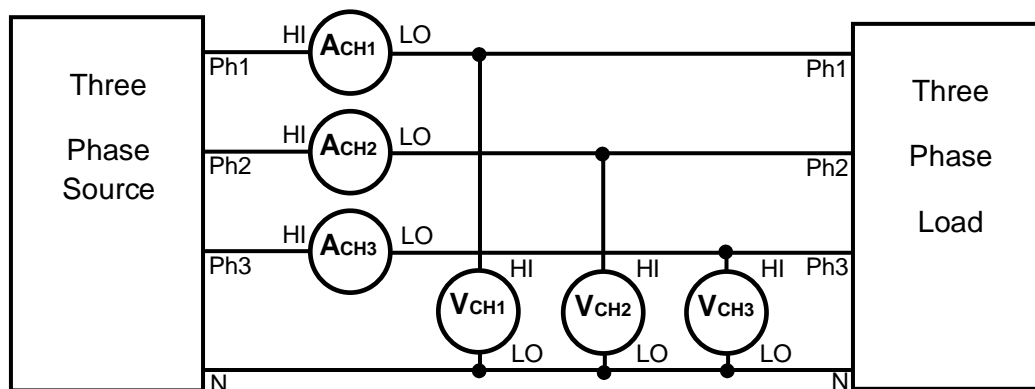 Three
Phase
Source
HI
ACH1
LO
Ph1
Ph1
HI
ACH2
LO
Ph2
Ph2
HI
ACH3
LO
Ph3
Ph3
VCH1
HI
LO
VCH2
HI
LO
VCH3
HI
LO
N
N
Three
Phase
Load